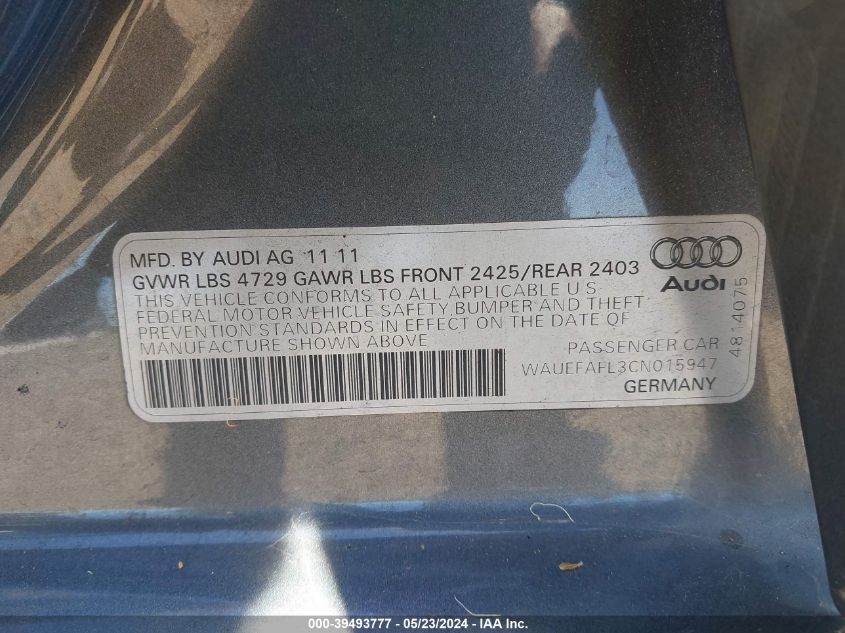 MFD. BY AUDI AG 11 11
GVWR LBS 4729 GAWR LBS FRONT 2425/REAR 2403
THIS VEHICLE CONFORMS TO ALL APPLICABLE U S
FEDERAL MOTOR VEHICLE SAFETY, BUMPER AND THEFT
PREVENTION STANDARDS IN EFFECT ON THE DATE OF
MANUFACTURE SHOWN ABOVE
Audi
4814075
PASSENGER CAR
WAUEFAFL3CN015947
GERMANY
000-39493777 - 05/23/2024 - IAA Inc.